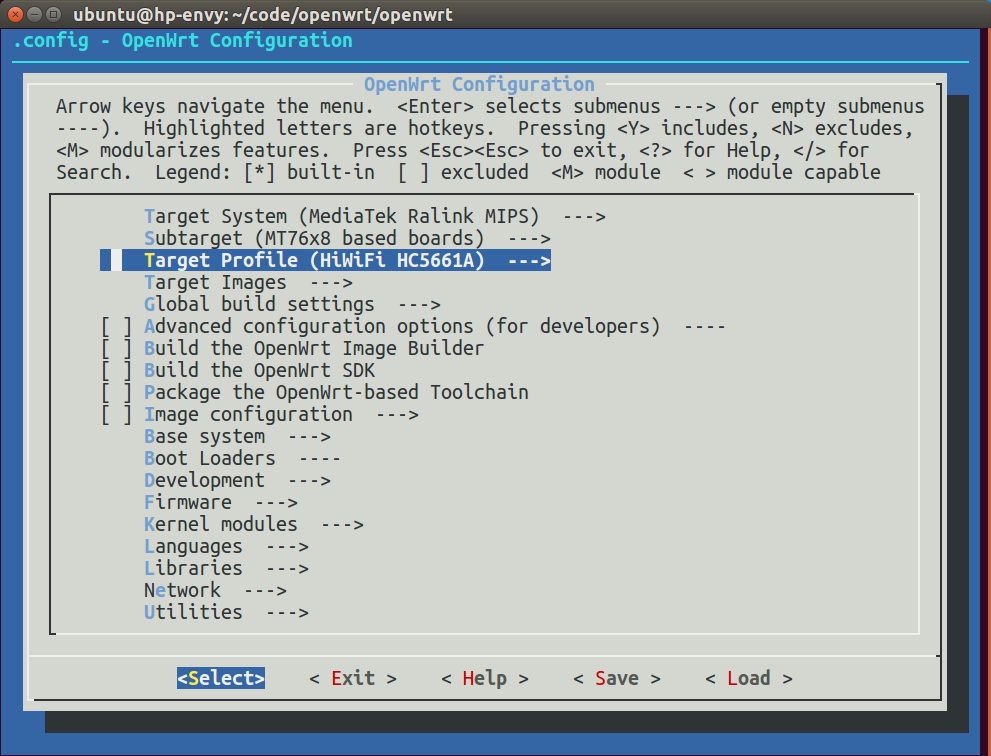 ubuntu@hp-envy:~/code/openwrt/openwrt
.config - OpenWrt Configuration
OpenWrt Configuration
Arrow keys navigate the menu.  <Enter> selects submenus ---> (or empty submenus
----).  Highlighted letters are hotkeys.  Pressing <Y> includes, <N> excludes,
<M> modularizes features.  Press <Esc><Esc> to exit, <?> for Help, </> for
Search.  Legend: [*] built-in  [ ] excluded  <M> module  < > module capable
Target System (MediaTek Ralink MIPS)  --->
Subtarget (MT76x8 based boards)  --->
Target Profile (HiWiFi HC5661A)  --->
Target Images  --->
Global build settings  --->
[ ] Advanced configuration options (for developers)  ----
[ ] Build the OpenWrt Image Builder
[ ] Build the OpenWrt SDK
[ ] Package the OpenWrt-based Toolchain
[ ] Image configuration  --->
Base system  --->
Boot Loaders  ----
Development  --->
Firmware  --->
Kernel modules  --->
Languages  --->
Libraries  --->
Network  --->
Utilities  --->
<Select>    < Exit >    < Help >    < Save >    < Load >